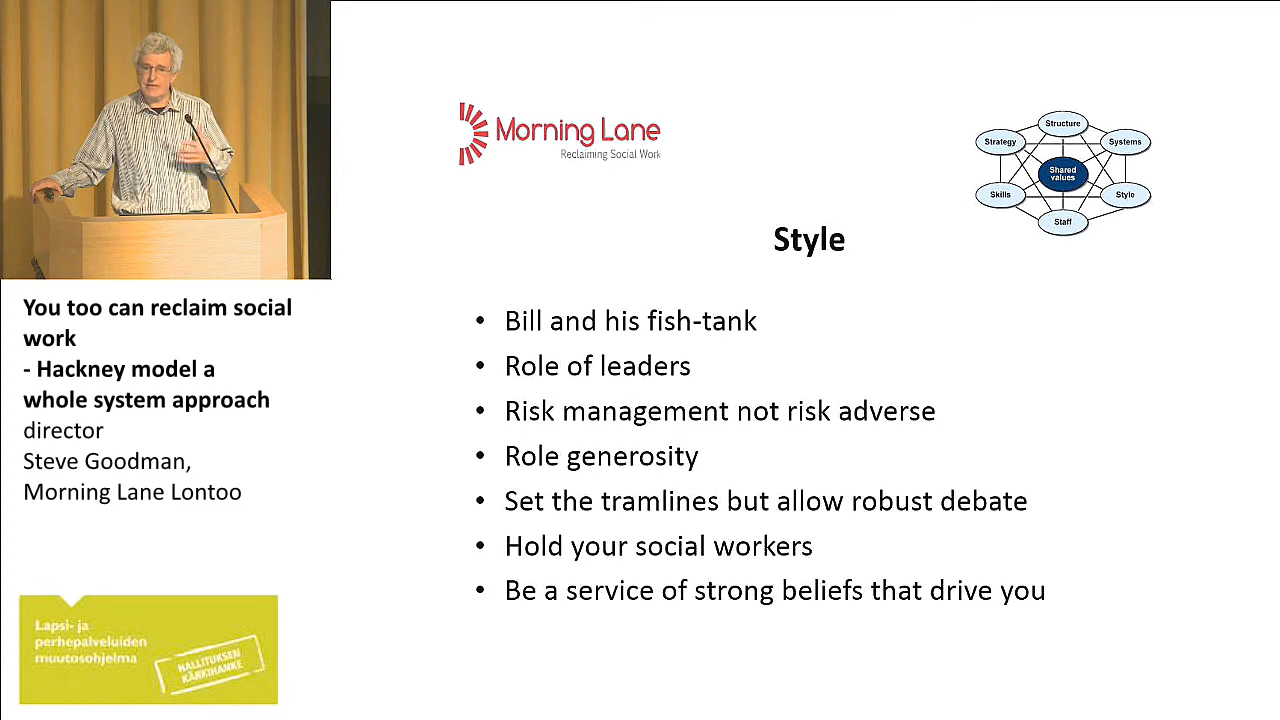 You too can reclaim social
work
- Hackney model a
whole system approach
director
Steve Goodman,
Morning Lane Lontoo
Lapsi- ja
perhepalveluiden
muutosohjelma
HALLITUKSEN
KÄRKIHANKE
Morning Lane
Reclaiming Social Work
Structure
Strategy
Systems
Shared
values
Skills
Style
Staff
Style
• Bill and his fish-tank
• Role of leaders
• Risk management not risk adverse
• Role generosity
• Set the tramlines but allow robust debate
• Hold your social workers
• Be a service of strong beliefs that drive you